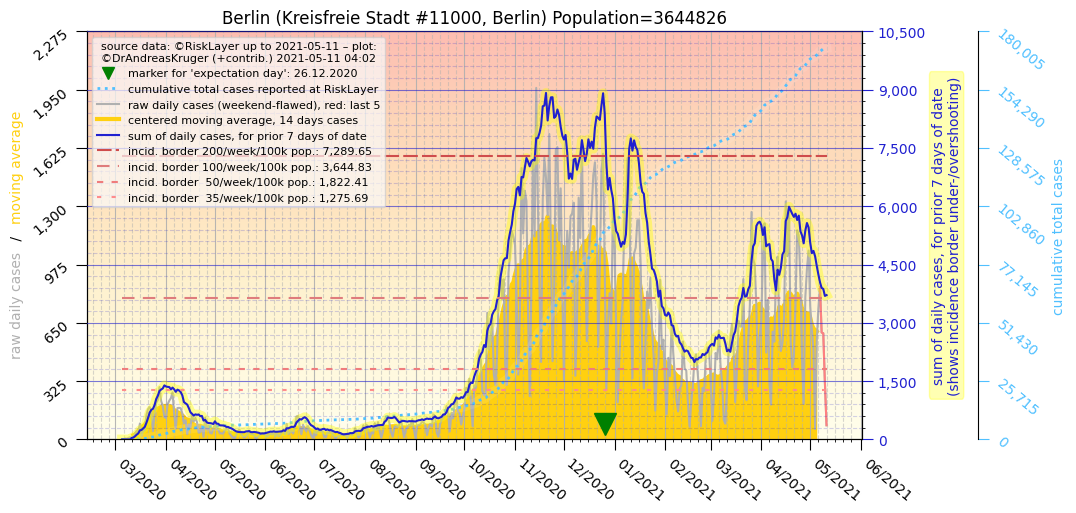 Berlin (Kreisfreie Stadt #11000, Berlin) Population=3644826
source data: ©RiskLayer up to 2021-05-11 – plot:
©DrAndreasKruger (+contrib.) 2021-05-11 04:02
marker for 'expectation day': 26.12.2020
cumulative total cases reported at RiskLayer
raw daily cases (weekend-flawed), red: last 5
centered moving average, 14 days cases
sum of daily cases, for prior 7 days of date
incid. border 200/week/100k pop.: 7,289.65
incid. border 100/week/100k pop.: 3,644.83
incid. border  50/week/100k pop.: 1,822.41
incid. border  35/week/100k pop.: 1,275.69
raw daily cases / moving average
2,275
1,950
1,625
1,300
975
650
325
0
03/2020
04/2020
05/2020
06/2020
07/2020
08/2020
09/2020
10/2020
11/2020
12/2020
01/2021
02/2021
03/2021
04/2021
05/2021
06/2021
10,500
9,000
7,500
6,000
4,500
3,000
1,500
0
sum of daily cases, for prior 7 days of date
(shows incidence border under-/overshooting)
180,005
154,290
128,575
102,860
77,145
51,430
25,715
0
cumulative total cases